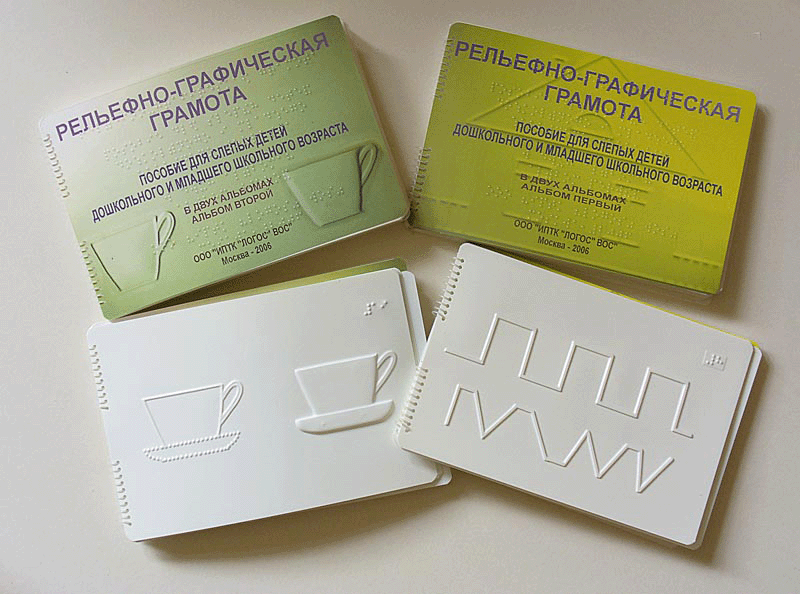 РЕЛЬЕФНО-ГРАФИЧЕСКАЯ
ГРАМОТА
ПОСОБИЕ ДЛЯ СЛЕПЫХ ДЕТЕЙ
ДОШКОЛЬНОГО И МЛАДШЕГО ШКОЛЬНОГО ВОЗРАСТА
В ДВУХ АЛЬБОМАХ
АЛЬБОМ ВТОРОЙ
ООО "ИПТК "ЛОГОС" ВОС"
Москва - 2006
РЕЛЬЕФНО-ГРАФИЧЕСКАЯ
ГРАМОТА
ПОСОБИЕ ДЛЯ СЛЕПЫХ ДЕТЕЙ
ДОШКОЛЬНОГО И МЛАДШЕГО ШКОЛЬНОГО ВОЗРАСТА
В ДВУХ АЛЬБОМАХ
АЛЬБОМ ПЕРВЫЙ
ООО "ИПТК "ЛОГОС" ВОС"
Москва - 2006